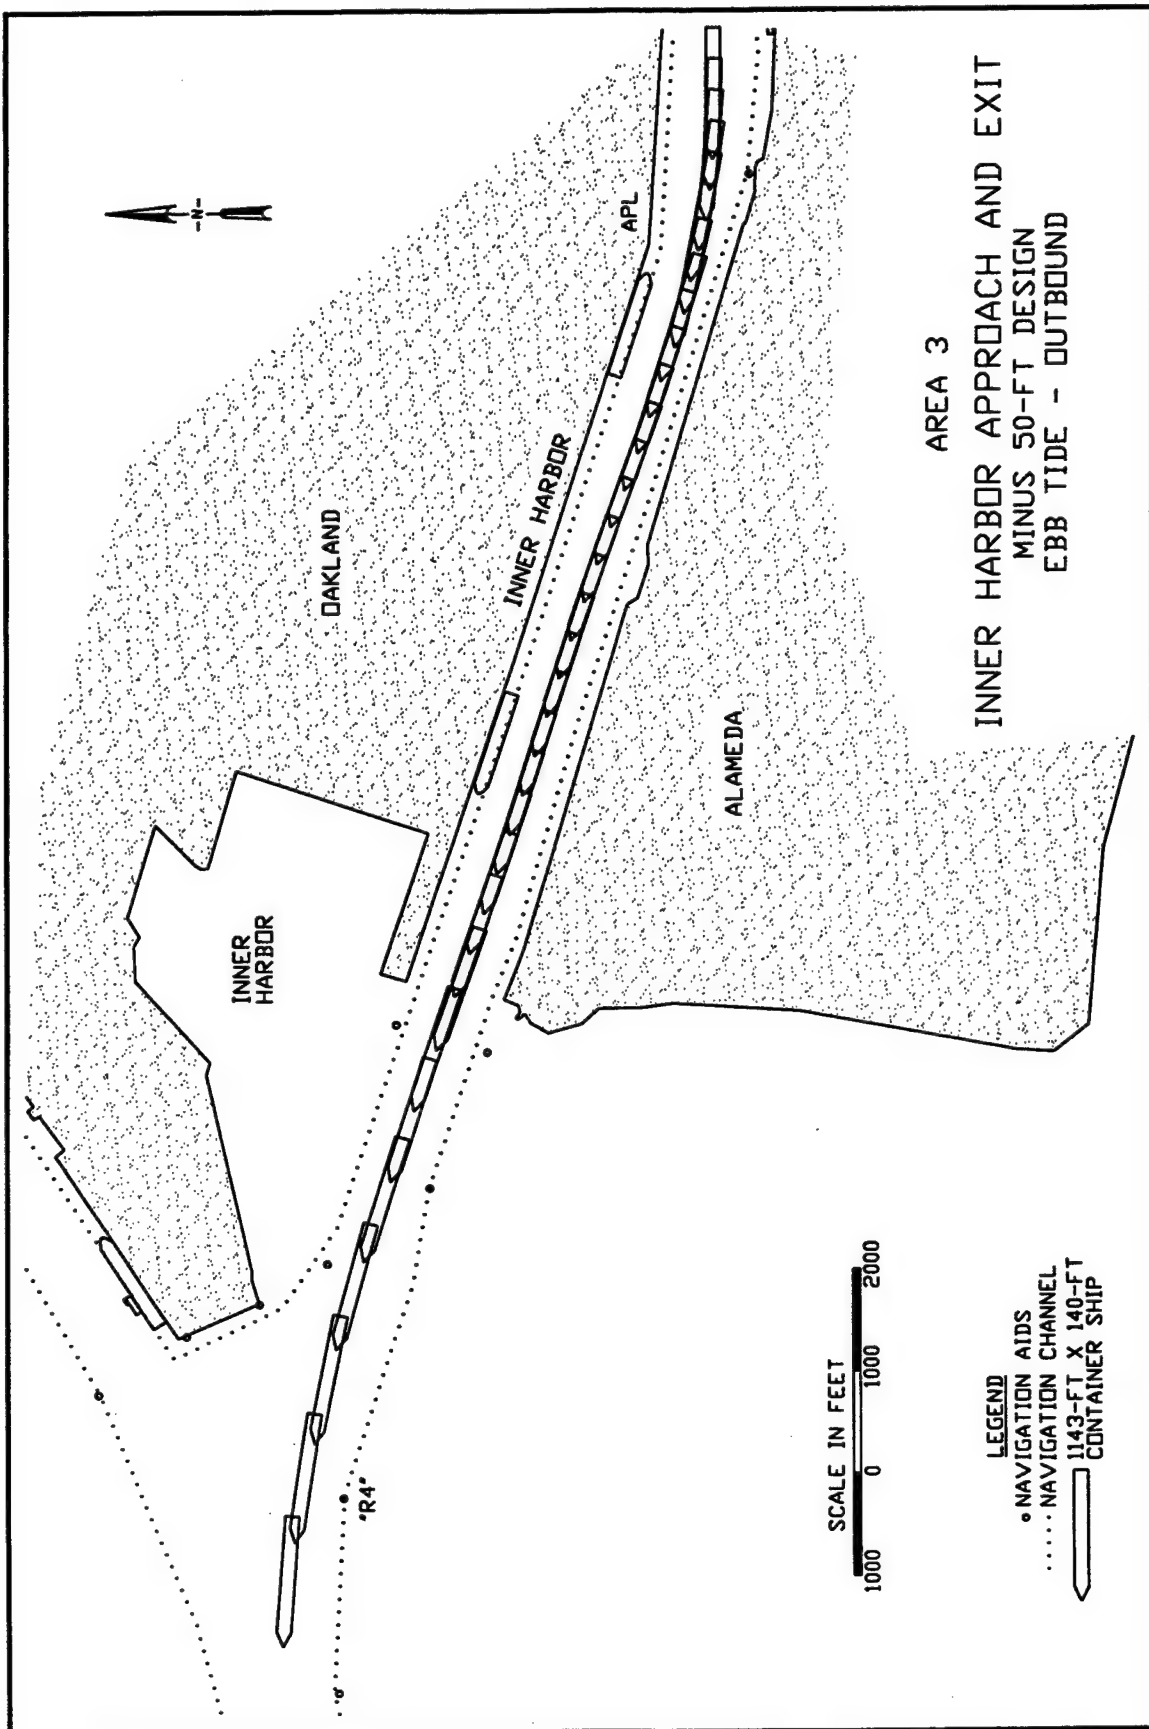 -N-
APL
INNER HARBOR
OAKLAND
INNER
HARBOR
ALAMEDA
"R4"
AREA 3
INNER HARBOR APPROACH AND EXIT
MINUS 50-FT DESIGN
EBB TIDE - OUTBOUND
SCALE IN FEET
1000 0 1000 2000
LEGEND
NAVIGATION AIDS
NAVIGATION CHANNEL
1143-FT X 140-FT
CONTAINER SHIP